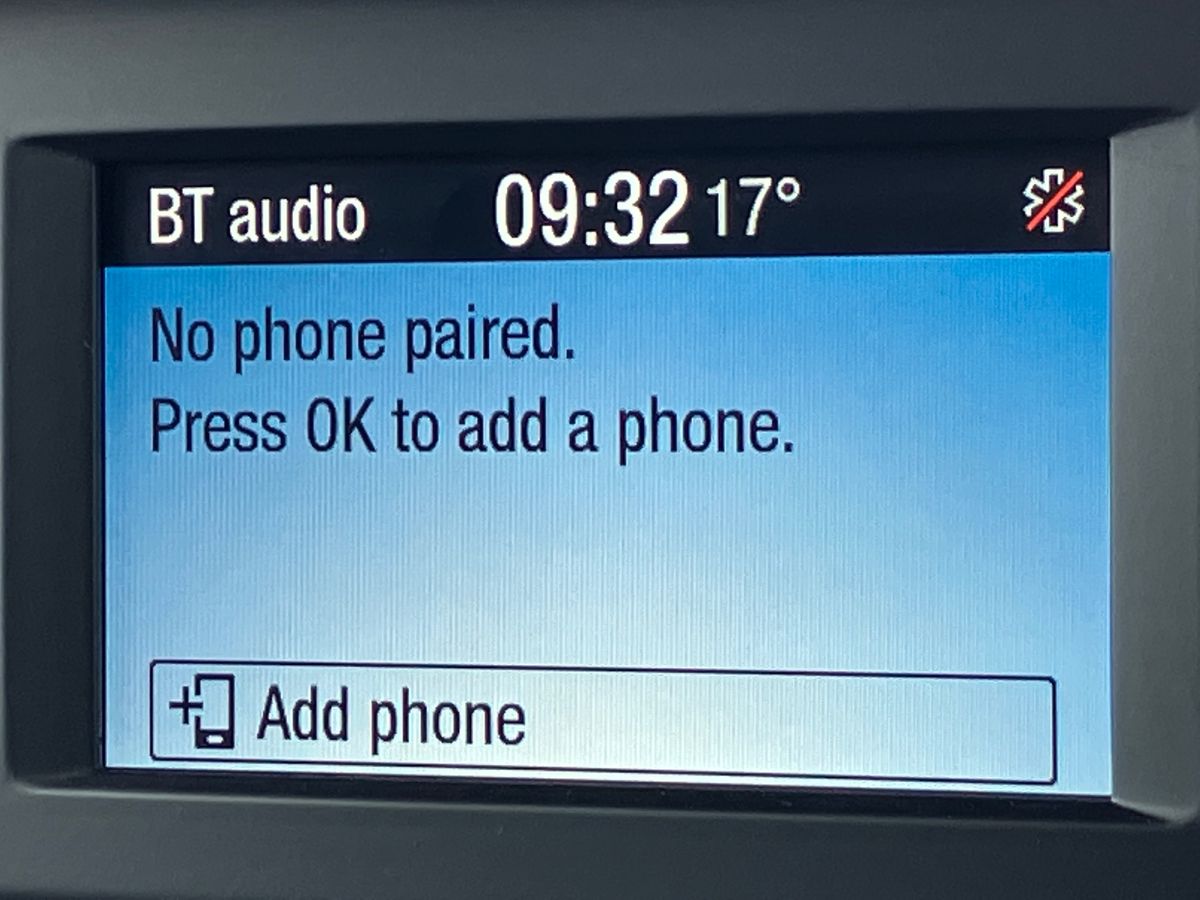 BT audio 09:32 17°
No phone paired.
Press OK to add a phone.
Add phone